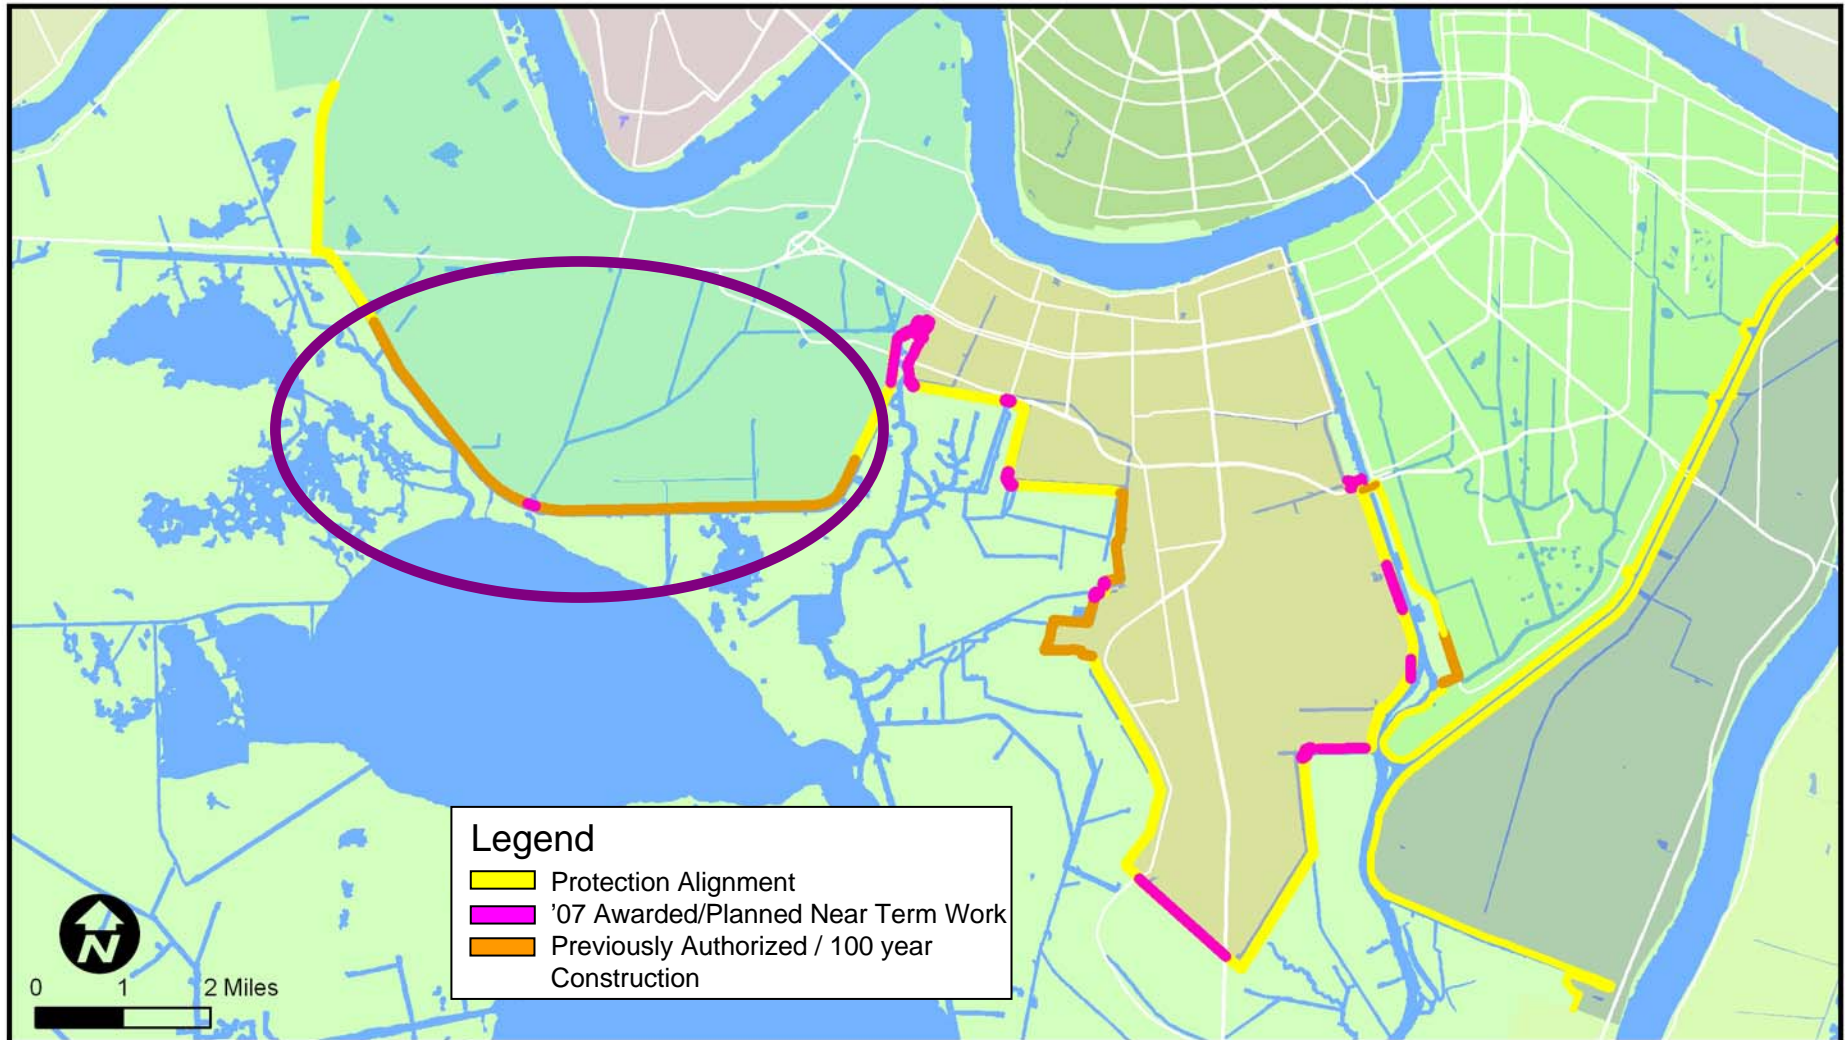 Legend
Protection Alignment
’07 Awarded/Planned Near Term Work
Previously Authorized / 100 year
Construction
N
0 1 2 Miles